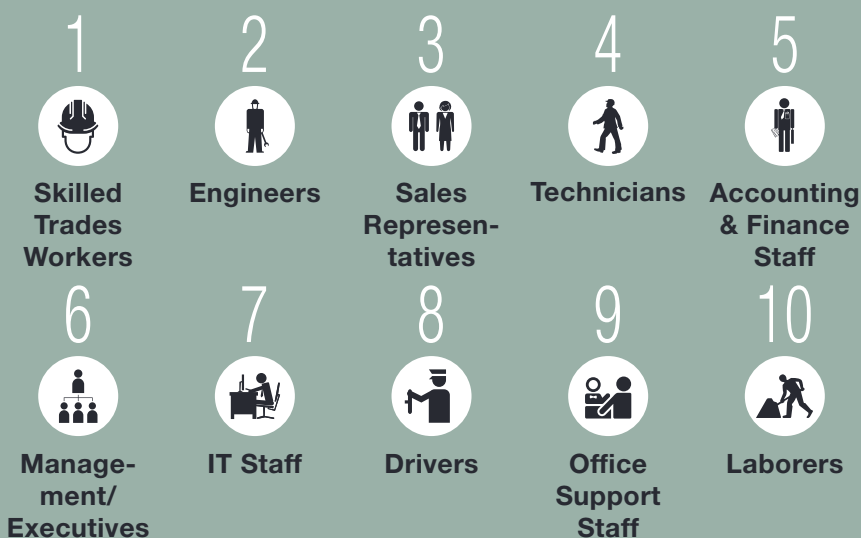 1
Skilled
Trades
Workers
2
Engineers
3
Sales
Represen-
tatives
4
Technicians
5
Accounting
& Finance
Staff
6
Manage-
ment/
Executives
7
IT Staff
8
Drivers
9
Office
Support
Staff
10
Laborers